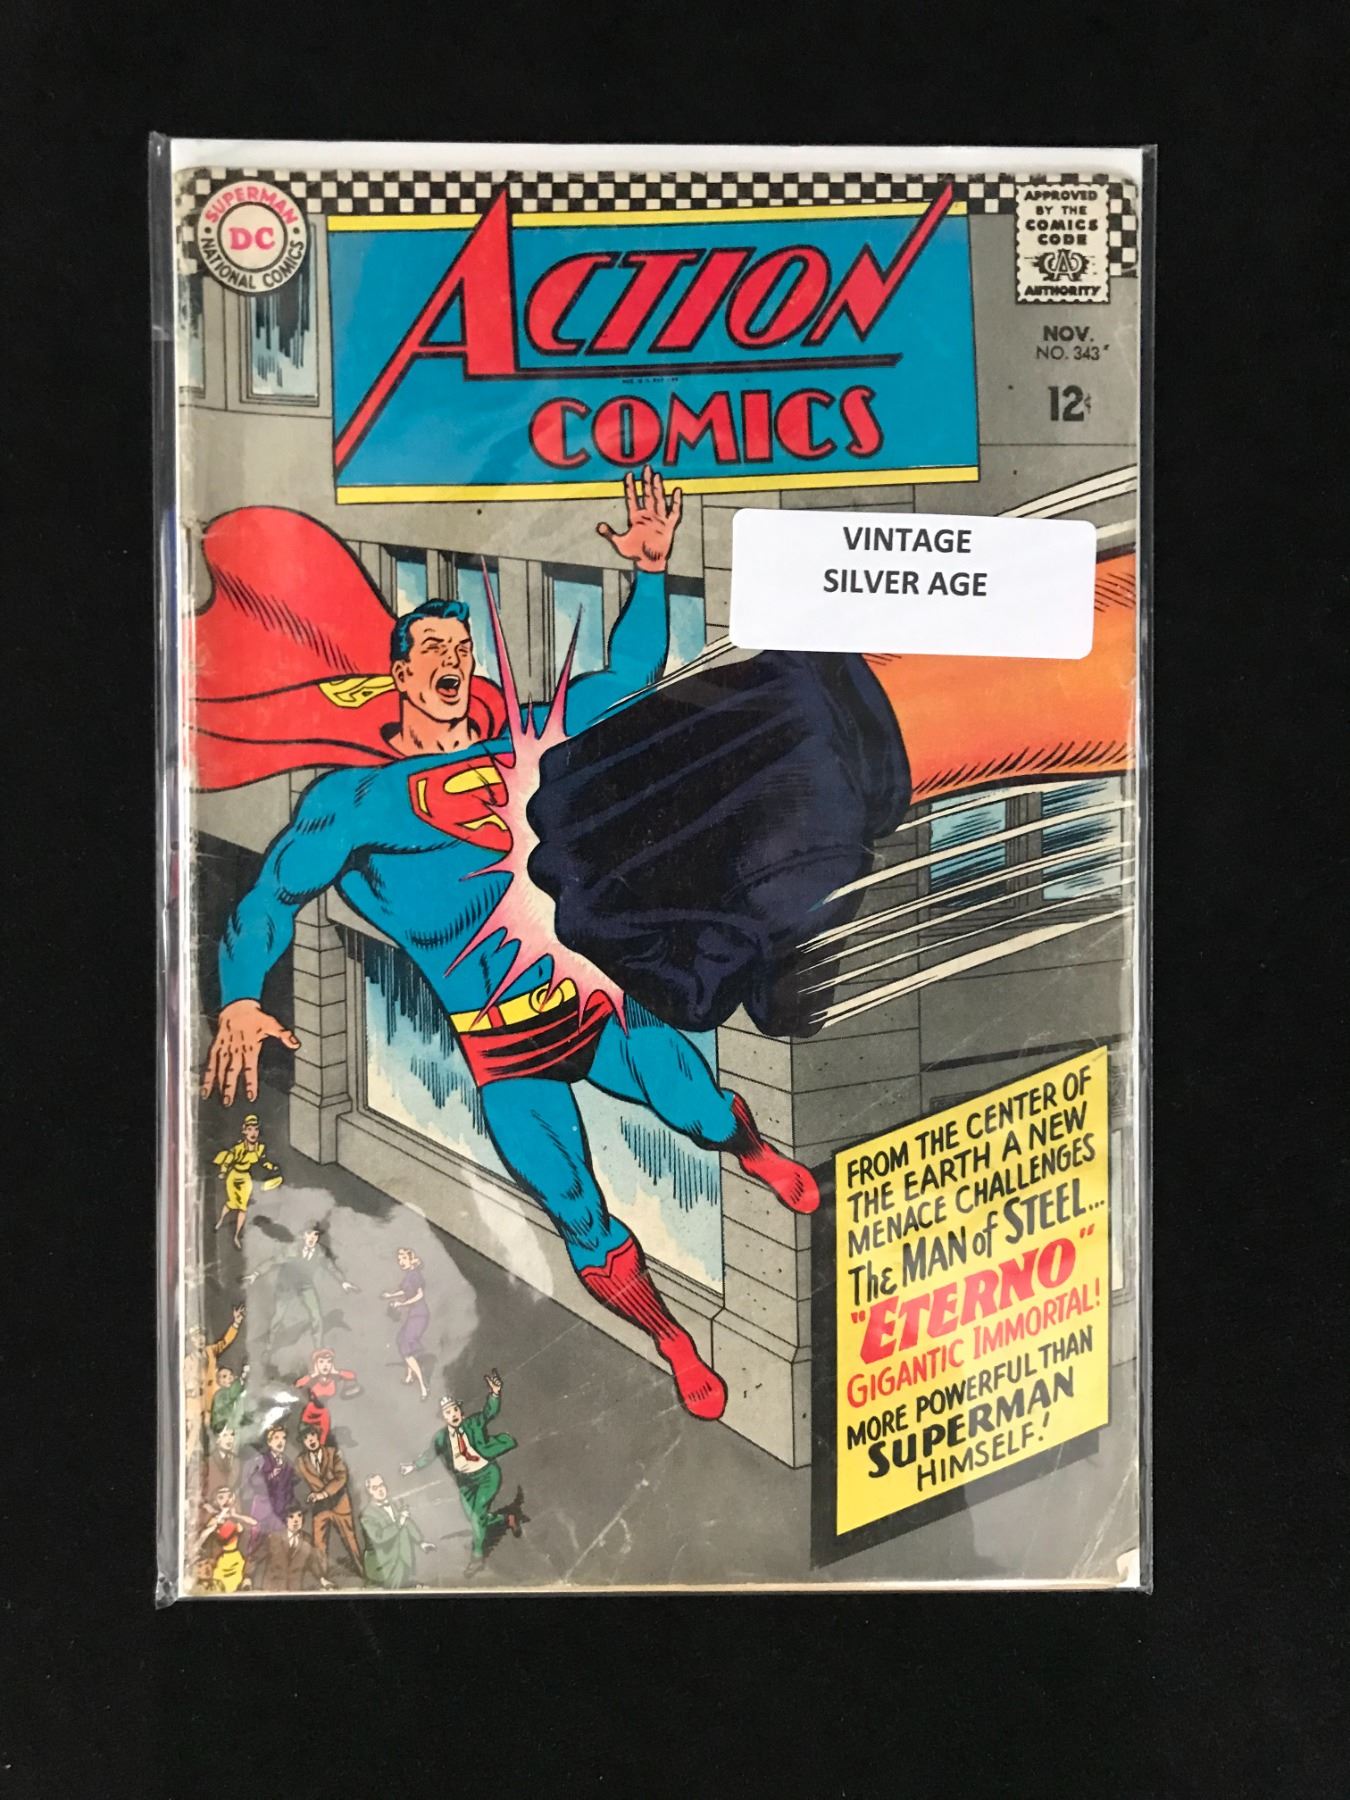 SUPERMAN
DC
NATIONAL COMICS
ACTION
COMICS
APPROVED
BY THE
COMICS
CODE
AUTHORITY
NOV.
NO. 343
12¢
VINTAGE
SILVER AGE
FROM THE CENTER OF
THE EARTH A NEW
MENACE CHALLENGES
THE MAN of STEEL...
"ETERNO"
GIGANTIC IMMORTAL!
MORE POWERFUL THAN
SUPERMAN
HIMSELF!